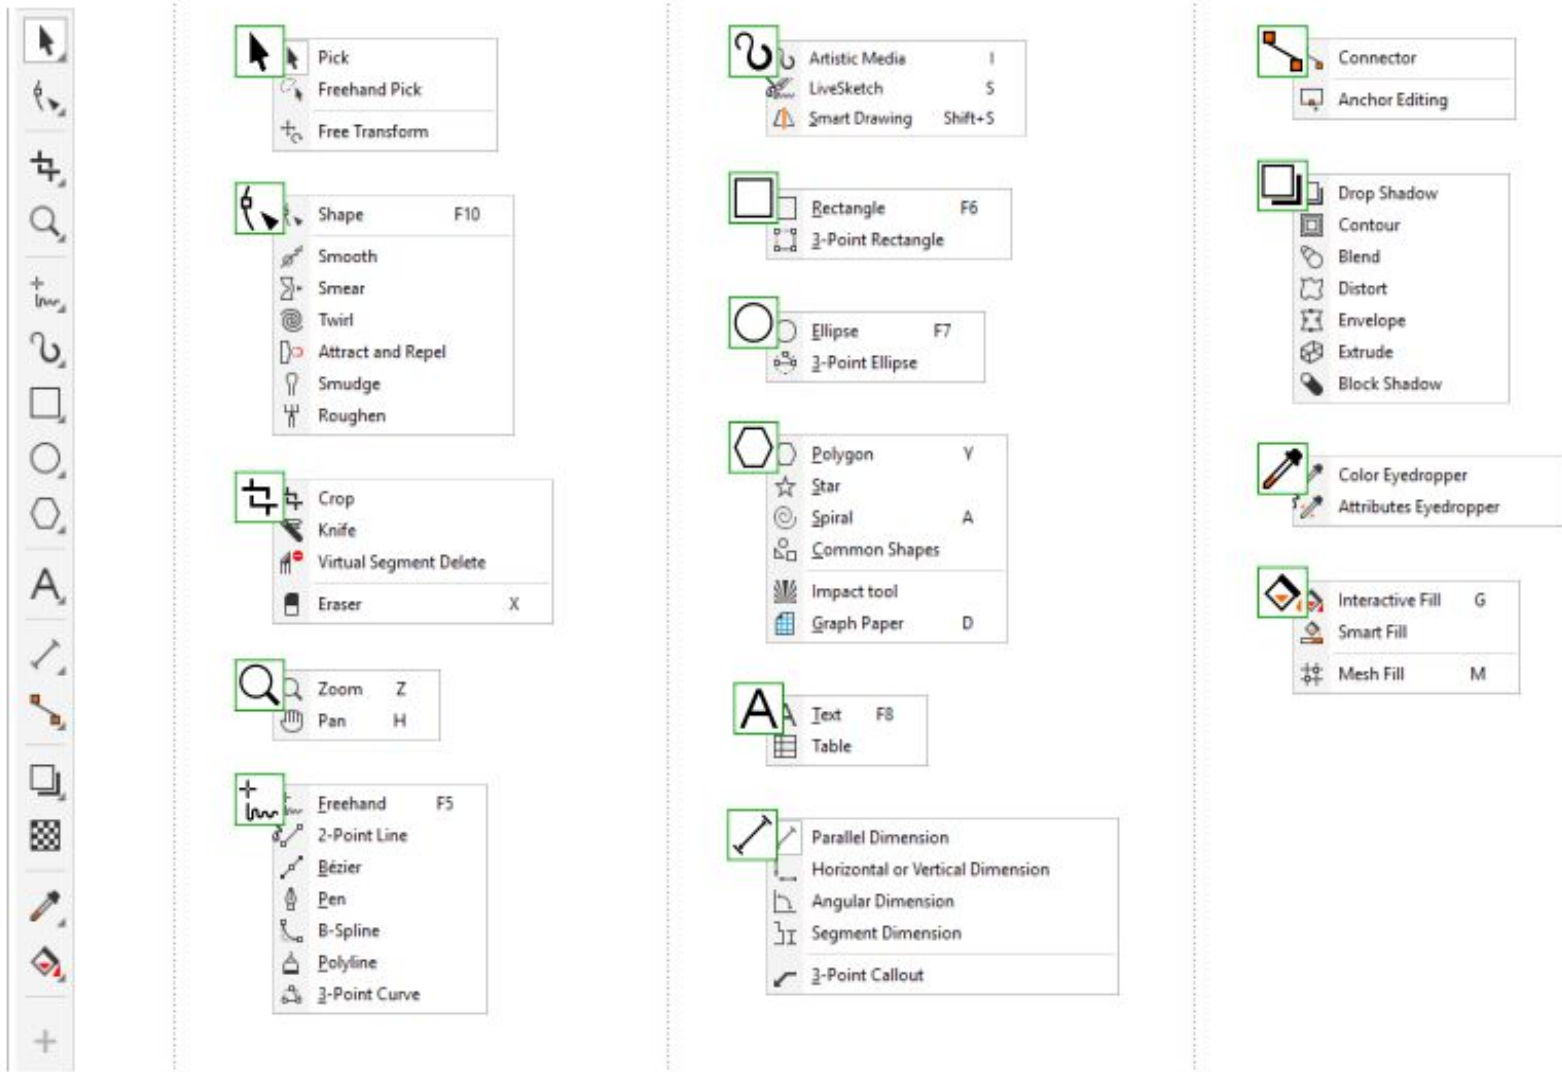 Pick
Freehand Pick
Free Transform
Shape F10
Smooth
Smear
Twirl
Attract and Repel
Smudge
Roughen
Crop
Knife
Virtual Segment Delete
Eraser X
Zoom Z
Pan H
Freehand F5
2-Point Line
Bézier
Pen
B-Spline
Polyline
3-Point Curve
Artistic Media I
LiveSketch S
Smart Drawing Shift+S
Rectangle F6
3-Point Rectangle
Ellipse F7
3-Point Ellipse
Polygon Y
Star
Spiral A
Common Shapes
Impact tool
Graph Paper D
Text F8
Table
Parallel Dimension
Horizontal or Vertical Dimension
Angular Dimension
Segment Dimension
3-Point Callout
Connector
Anchor Editing
Drop Shadow
Contour
Blend
Distort
Envelope
Extrude
Block Shadow
Color Eyedropper
Attributes Eyedropper
Interactive Fill G
Smart Fill
Mesh Fill M